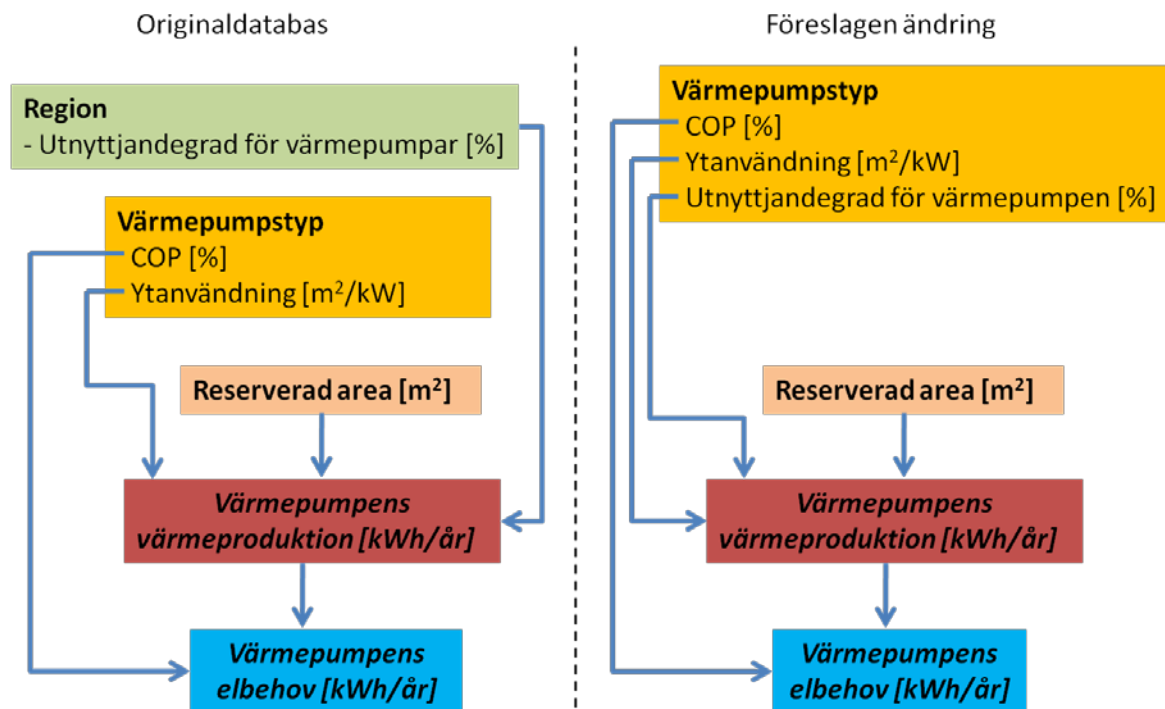 Originaldatabas
Region
- Utnyttjandegrad för värmepumpar [%]
Värmepumpstyp
COP [%]
Ytanvändning [m²/kW]
Reserverad area [m²]
Värmepumpens
värmeproduktion [kWh/år]
Värmepumpens
elbehov [kWh/år]
Föreslagen ändring
Värmepumpstyp
COP [%]
Ytanvändning [m²/kW]
Utnyttjandegrad för värmepumpen [%]
Reserverad area [m²]
Värmepumpens
värmeproduktion [kWh/år]
Värmepumpens
elbehov [kWh/år]